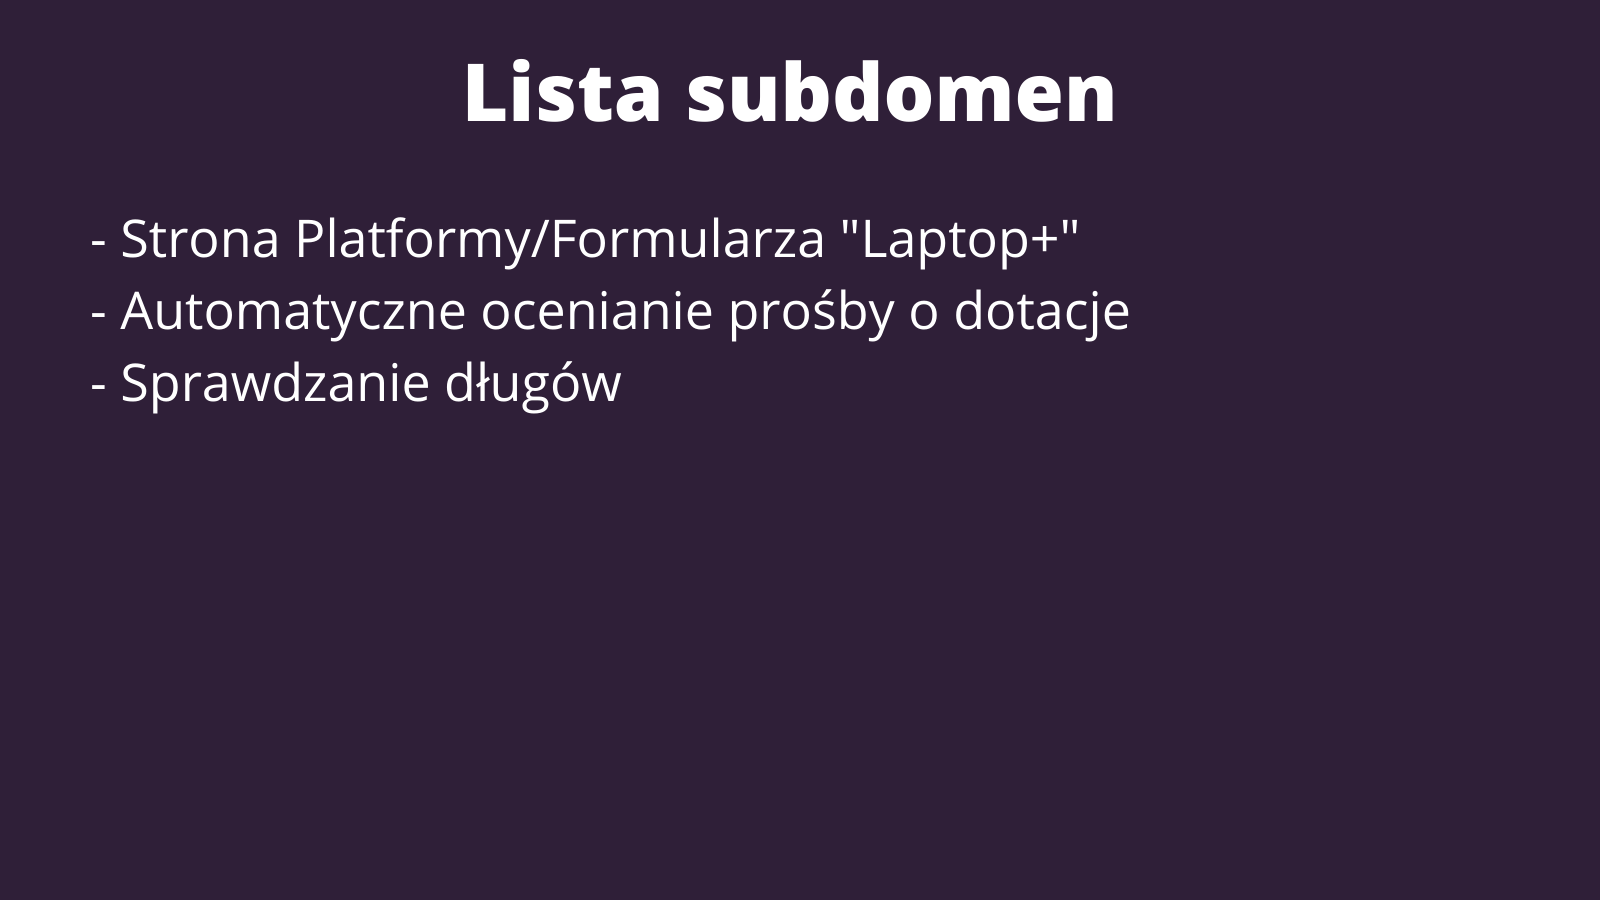 Lista subdomen
- Strona Platformy/Formularza "Laptop+"
- Automatyczne ocenianie prośby o dotacje
- Sprawdzanie długów